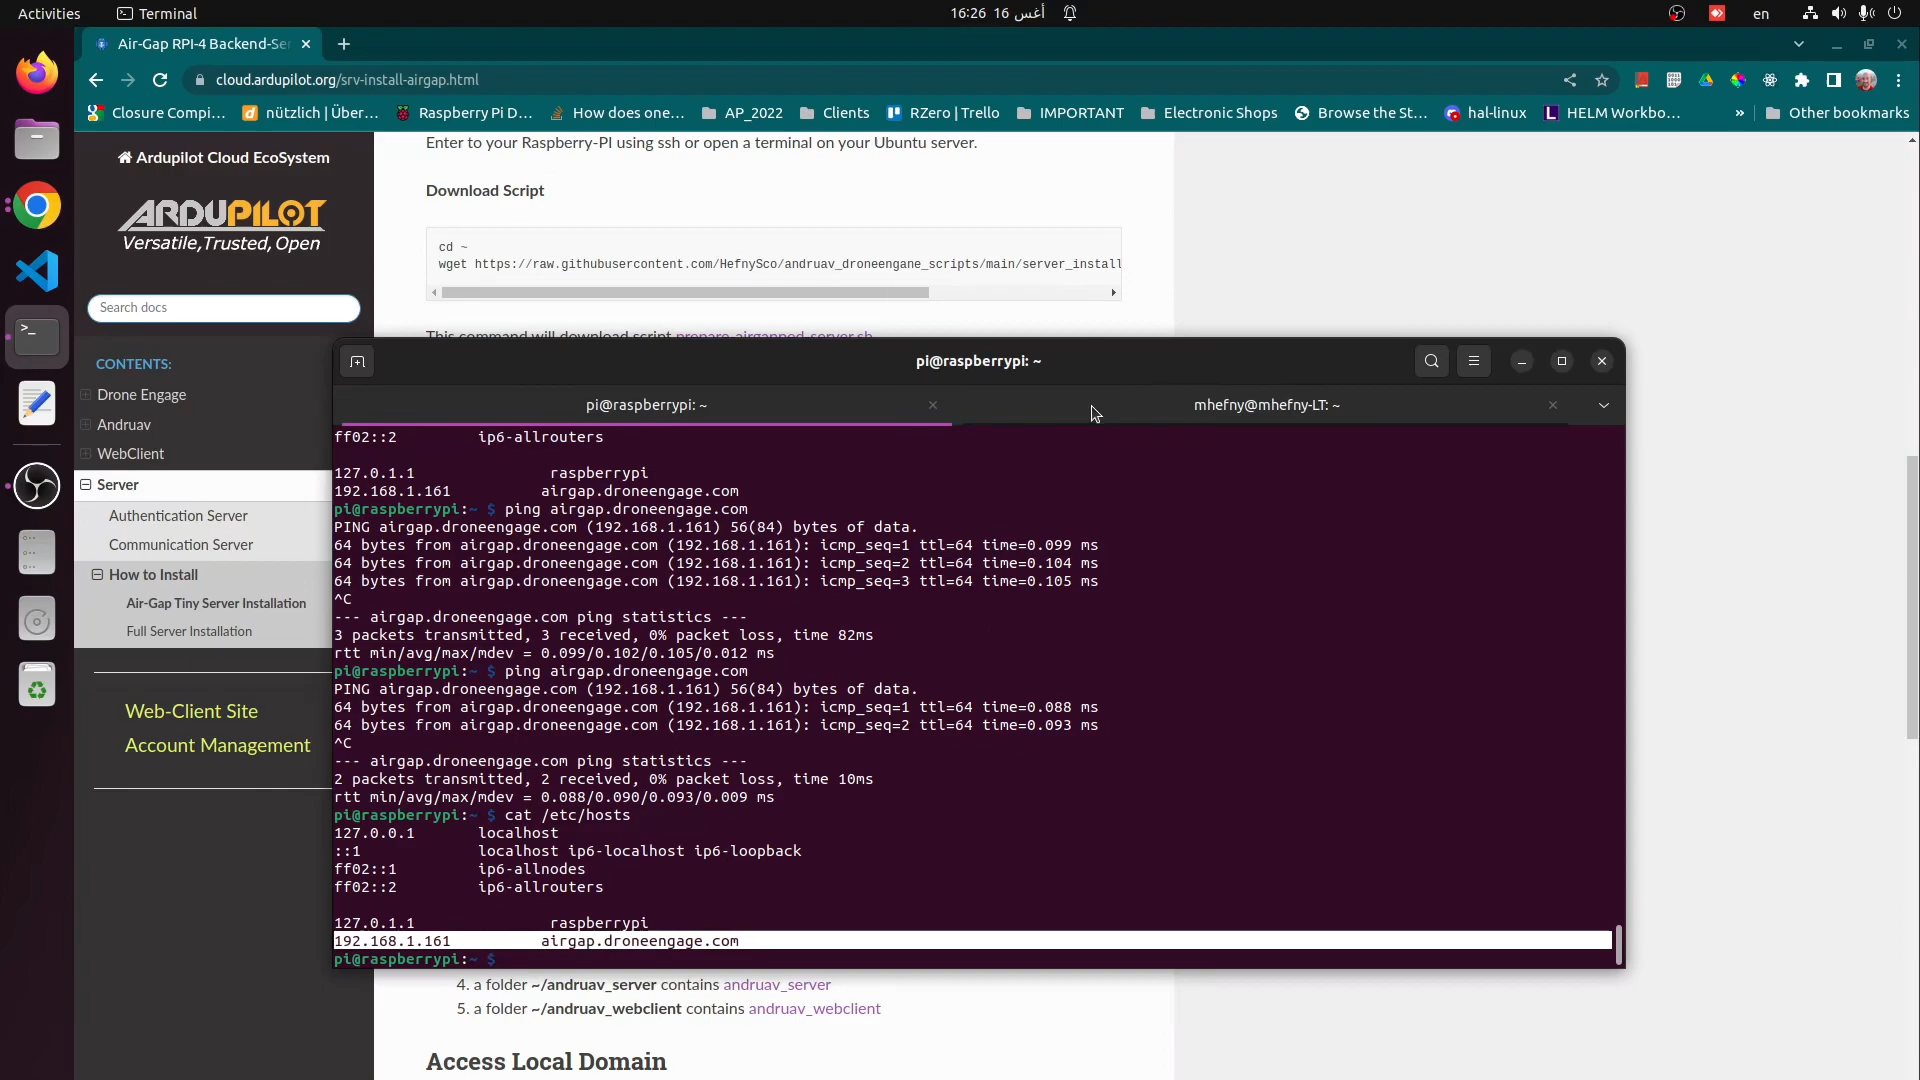 Activities
Terminal
16:26 16 أغس
en
Air-Gap RPI-4 Backend-Se
cloud.ardupilot.org/srv-install-airgap.html
Closure Compi...
nützlich | Über...
Raspberry Pi D...
How does one...
AP_2022
Clients
RZero | Trello
IMPORTANT
Electronic Shops
Browse the St...
hal-linux
HELM Workbo...
»
Other bookmarks
Ardupilot Cloud EcoSystem
ARDUPILOT
Versatile,Trusted, Open
Search docs
CONTENTS:
Drone Engage
Andruav
WebClient
Server
Authentication Server
Communication Server
How to Install
Air-Gap Tiny Server Installation
Full Server Installation
Web-Client Site
Account Management
Enter to your Raspberry-PI using ssh or open a terminal on your Ubuntu server.
Download Script
cd ~
wget https://raw.githubusercontent.com/HefnySco/andruav_droneengane_scripts/main/server_install
This command will download script prepare-airgapped-server.sh
pi@raspberrypi: ~
pi@raspberrypi: ~
mhefny@mhefny-LT: ~
ff02::2 ip6-allrouters
127.0.1.1 raspberrypi
192.168.1.161 airgap.droneengage.com
pi@raspberrypi:~ $ ping airgap.droneengage.com
PING airgap.droneengage.com (192.168.1.161) 56(84) bytes of data.
64 bytes from airgap.droneengage.com (192.168.1.161): icmp_seq=1 ttl=64 time=0.099 ms
64 bytes from airgap.droneengage.com (192.168.1.161): icmp_seq=2 ttl=64 time=0.104 ms
64 bytes from airgap.droneengage.com (192.168.1.161): icmp_seq=3 ttl=64 time=0.105 ms
^C
--- airgap.droneengage.com ping statistics ---
3 packets transmitted, 3 received, 0% packet loss, time 82ms
rtt min/avg/max/mdev = 0.099/0.102/0.105/0.012 ms
pi@raspberrypi:~ $ ping airgap.droneengage.com
PING airgap.droneengage.com (192.168.1.161) 56(84) bytes of data.
64 bytes from airgap.droneengage.com (192.168.1.161): icmp_seq=1 ttl=64 time=0.088 ms
64 bytes from airgap.droneengage.com (192.168.1.161): icmp_seq=2 ttl=64 time=0.093 ms
^C
--- airgap.droneengage.com ping statistics ---
2 packets transmitted, 2 received, 0% packet loss, time 10ms
rtt min/avg/max/mdev = 0.088/0.090/0.093/0.009 ms
pi@raspberrypi:~ $ cat /etc/hosts
127.0.0.1 localhost
::1 localhost ip6-localhost ip6-loopback
ff02::1 ip6-allnodes
ff02::2 ip6-allrouters
127.0.1.1 raspberrypi
192.168.1.161 airgap.droneengage.com
pi@raspberrypi:~ $
4. a folder ~/andruav_server contains andruav_server
5. a folder ~/andruav_webclient contains andruav_webclient
Access Local Domain